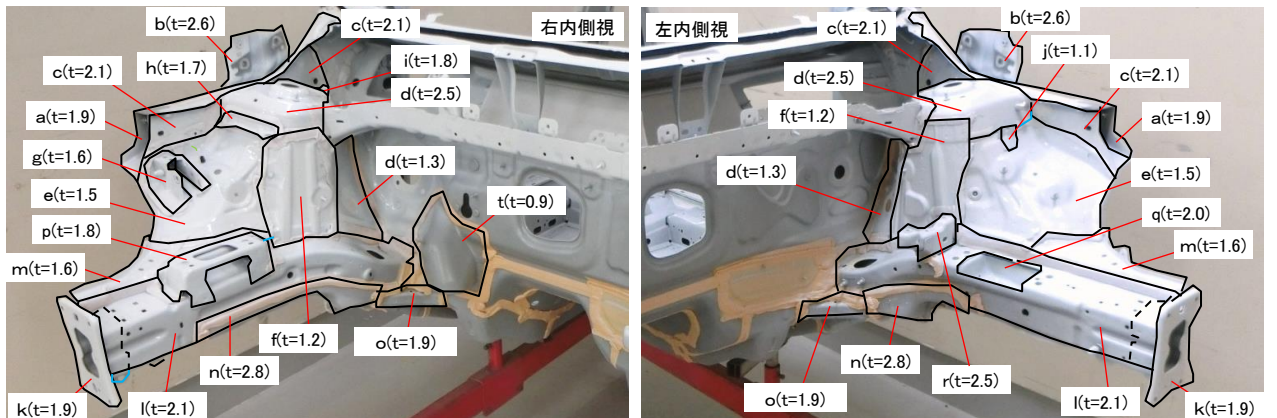 右内側視
b(t=2.6)
c(t=2.1)
h(t=1.7)
i(t=1.8)
c(t=2.1)
d(t=2.5)
a(t=1.9)
g(t=1.6)
d(t=1.3)
e(t=1.5
t(t=0.9)
p(t=1.8)
m(t=1.6)
f(t=1.2)
o(t=1.9)
n(t=2.8)
k(t=1.9)
l(t=2.1)
左内側視
c(t=2.1)
b(t=2.6)
j(t=1.1)
d(t=2.5)
c(t=2.1)
f(t=1.2)
a(t=1.9)
d(t=1.3)
e(t=1.5)
q(t=2.0)
m(t=1.6)
n(t=2.8)
o(t=1.9)
r(t=2.5)
l(t=2.1)
k(t=1.9)